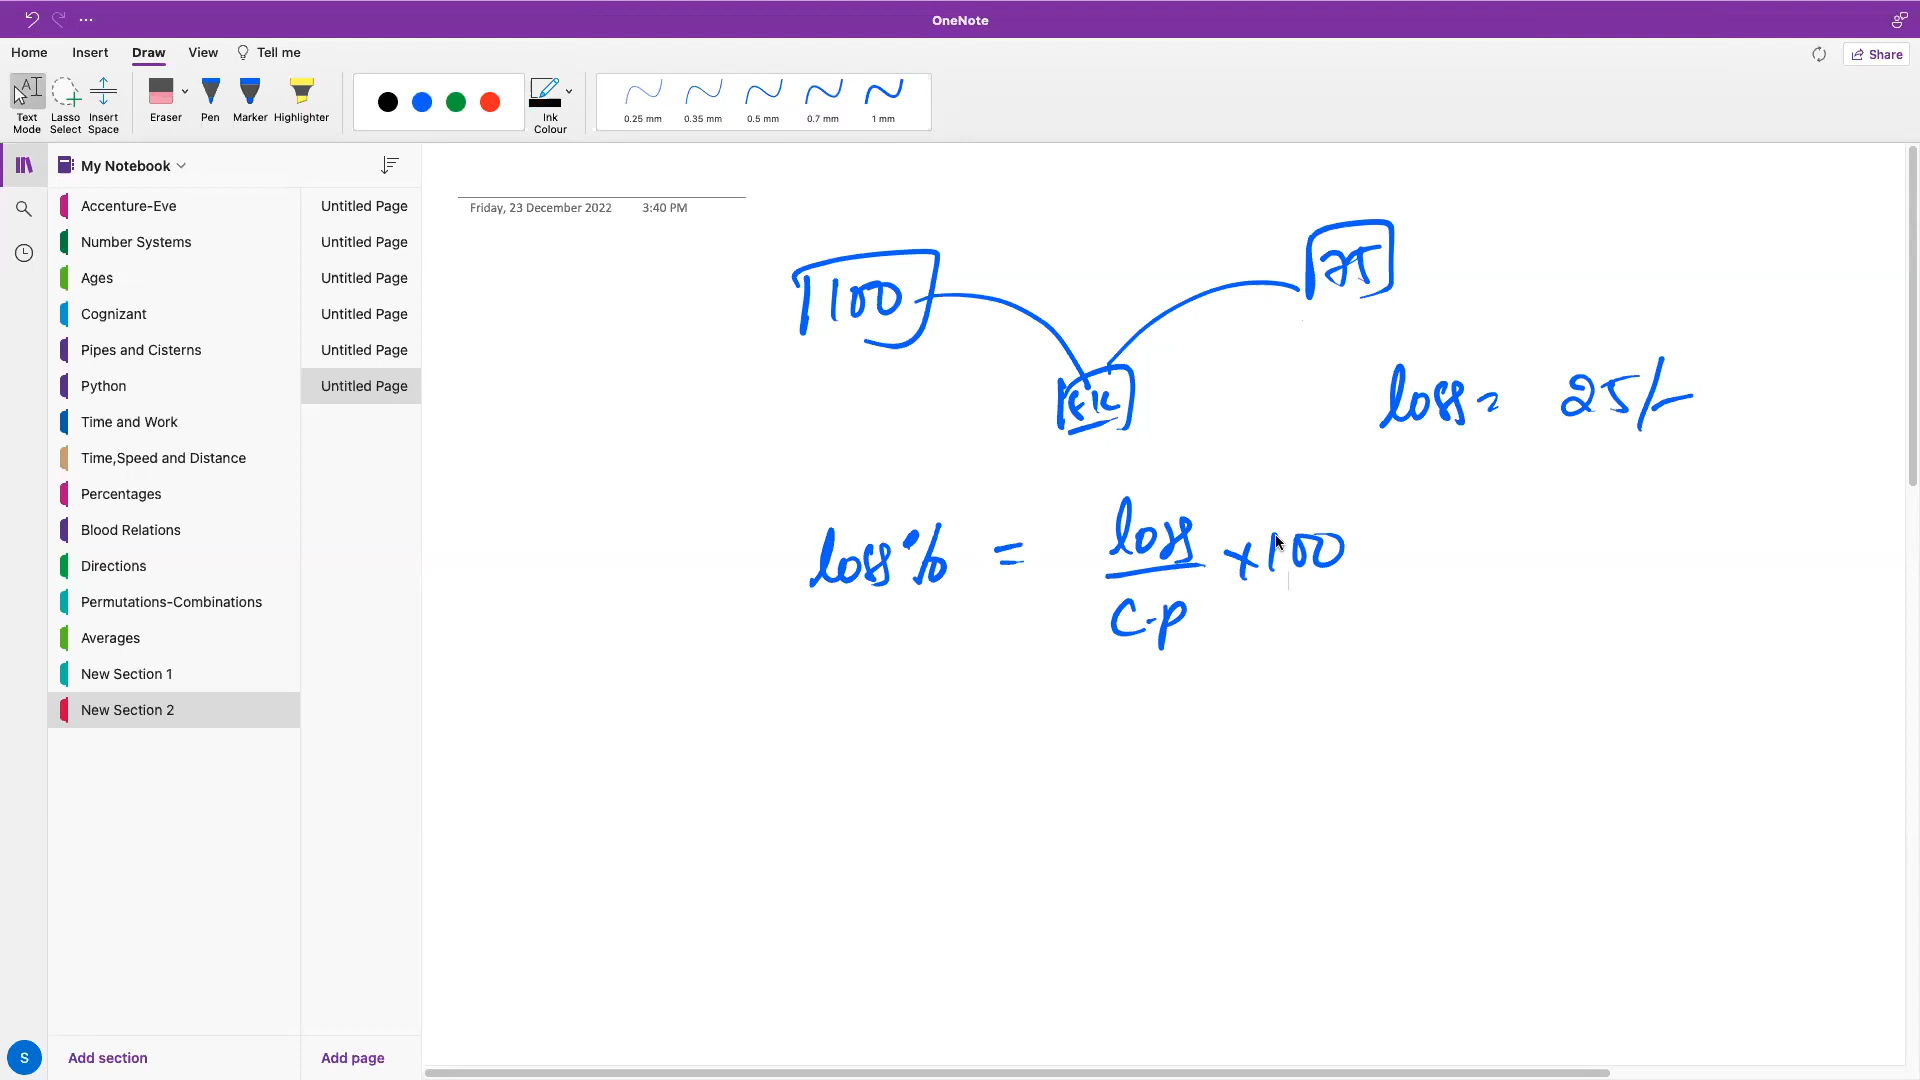 OneNote
Home Insert Draw View Tell me
Share
Text Mode
Lasso Select
Insert Space
Eraser
Pen
Marker
Highlighter
Ink Colour
0.25 mm 0.35 mm 0.5 mm 0.7 mm 1 mm
My Notebook
Accenture-Eve
Number Systems
Ages
Cognizant
Pipes and Cisterns
Python
Time and Work
Time,Speed and Distance
Percentages
Blood Relations
Directions
Permutations-Combinations
Averages
New Section 1
New Section 2
Untitled Page
Untitled Page
Untitled Page
Untitled Page
Untitled Page
Untitled Page
Friday, 23 December 2022 3:40 PM
100
75
loss = 25/-
loss % = loss × 100
C.P
S
Add section
Add page